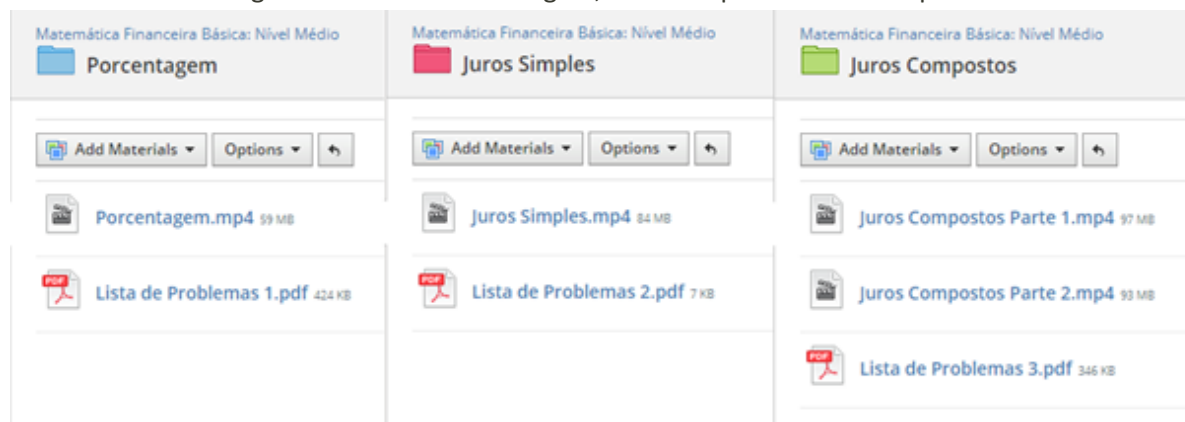 Matemática Financeira Básica: Nível Médio
Porcentagem
Add Materials Options
Porcentagem.mp4 59 MB
Lista de Problemas 1.pdf 424 KB
Matemática Financeira Básica: Nível Médio
Juros Simples
Add Materials Options
Juros Simples.mp4 84 MB
PDF
Lista de Problemas 2.pdf 7 KB
Matemática Financeira Básica: Nível Médio
Juros Compostos
Add Materials Options
Juros Compostos Parte 1.mp4 97 MB
Juros Compostos Parte 2.mp4 93 MB
PDF
Lista de Problemas 3.pdf 346 KB